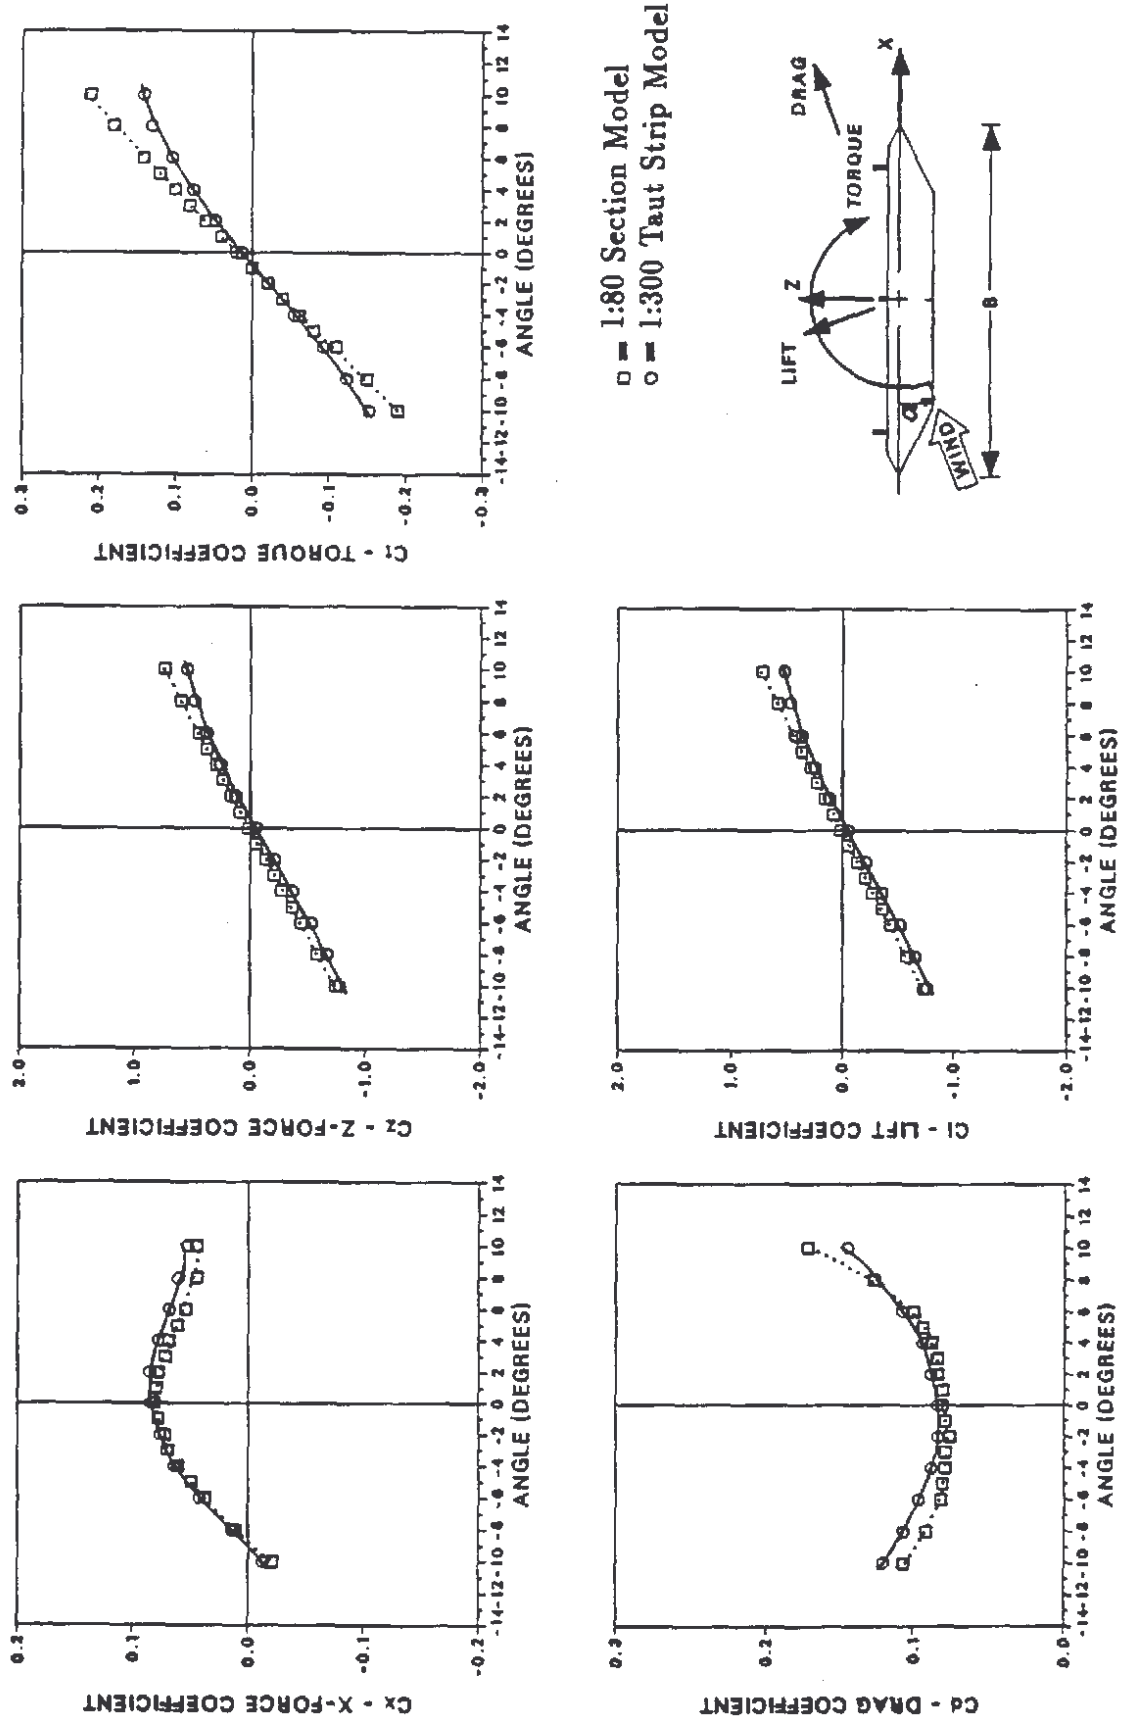 Cx - X-FORCE COEFFICIENT
0.2
0.1
0.0
-0.1
-0.2
-14-12-10 -8 -6 -4 -2 0 2 4 6 8 10 12 14
ANGLE (DEGREES)
Cz - Z-FORCE COEFFICIENT
2.0
1.0
0.0
-1.0
-2.0
-14-12-10 -8 -6 -4 -2 0 2 4 6 8 10 12 14
ANGLE (DEGREES)
Ct - TORQUE COEFFICIENT
0.3
0.2
0.1
0.0
-0.1
-0.2
-0.3
-14-12-10 -8 -6 -4 -2 0 2 4 6 8 10 12 14
ANGLE (DEGREES)
Cd - DRAG COEFFICIENT
0.3
0.2
0.1
0.0
-14-12-10 -8 -6 -4 -2 0 2 4 6 8 10 12 14
ANGLE (DEGREES)
Cl - LIFT COEFFICIENT
2.0
1.0
0.0
-1.0
-2.0
-14-12-10 -8 -6 -4 -2 0 2 4 6 8 10 12 14
ANGLE (DEGREES)
□ = 1:80 Section Model
○ = 1:300 Taut Strip Model
LIFT
Z
DRAG
TORQUE
X
α
WIND
B